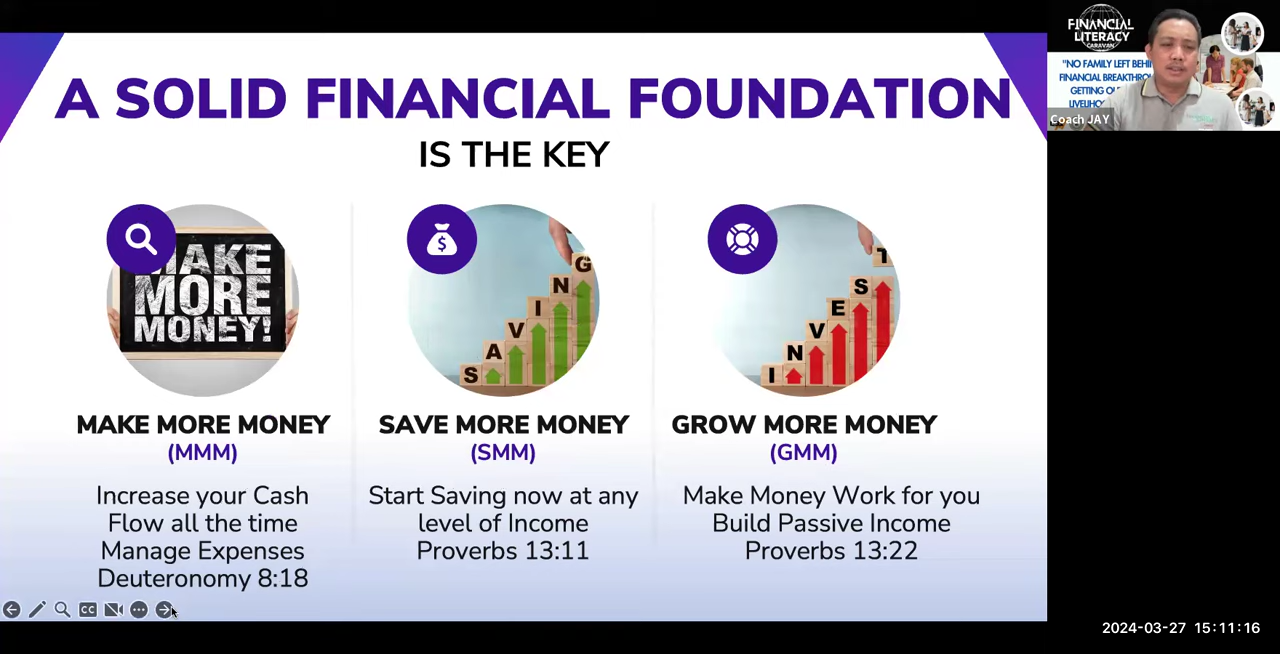 A SOLID FINANCIAL FOUNDATION
IS THE KEY
MAKE
MORE
MONEY!
S A V I N G
I N V E S T
MAKE MORE MONEY
(MMM)
Increase your Cash
Flow all the time
Manage Expenses
Deuteronomy 8:18
SAVE MORE MONEY
(SMM)
Start Saving now at any
level of Income
Proverbs 13:11
GROW MORE MONEY
(GMM)
Make Money Work for you
Build Passive Income
Proverbs 13:22
CC
FINANCIAL
LITERACY
CARAVAN
"NO FAMILY LEFT
FINANCIAL
GETTING
Coach JAY
2024-03-27 15:11:16